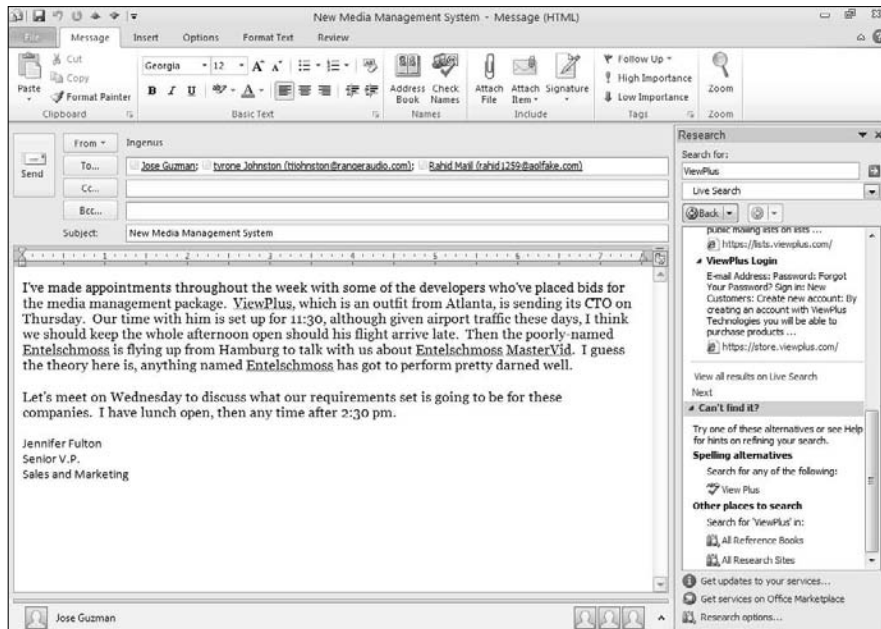 New Media Management System - Message (HTML)
File Message Insert Options Format Text Review
Paste
Cut
Copy
Format Painter
Clipboard
Georgia 12 A A
B I U A
Basic Text
Address Book
Check Names
Names
Attach File
Attach Item
Signature
Include
Follow Up
High Importance
Low Importance
Tags
Zoom
Zoom
Send
From Ingenus
To... Jose Guzman; tyrone Johnston (ttjohnston@rangeraudio.com); Rahid Mail (rahid1259@aolfake.com)
Cc...
Bcc...
Subject: New Media Management System
1 2 3 4 5 6 7
I've made appointments throughout the week with some of the developers who've placed bids for
the media management package. ViewPlus, which is an outfit from Atlanta, is sending its CTO on
Thursday. Our time with him is set up for 11:30, although given airport traffic these days, I think
we should keep the whole afternoon open should his flight arrive late. Then the poorly-named
Entelschmoss is flying up from Hamburg to talk with us about Entelschmoss MasterVid. I guess
the theory here is, anything named Entelschmoss has got to perform pretty darned well.
Let's meet on Wednesday to discuss what our requirements set is going to be for these
companies. I have lunch open, then any time after 2:30 pm.
Jennifer Fulton
Senior V.P.
Sales and Marketing
Jose Guzman
Research
Search for:
ViewPlus
Live Search
Back
public mailing lists on lists ...
https://lists.viewplus.com/
ViewPlus Login
E-mail Address: Password: Forgot
Your Password? Sign in: New
Customers: Create new account: By
creating an account with ViewPlus
Technologies you will be able to
purchase products ...
https://store.viewplus.com/
View all results on Live Search
Next
Can't find it?
Try one of these alternatives or see Help
for hints on refining your search.
Spelling alternatives
Search for any of the following:
View Plus
Other places to search
Search for 'ViewPlus' in:
All Reference Books
All Research Sites
Get updates to your services...
Get services on Office Marketplace
Research options...